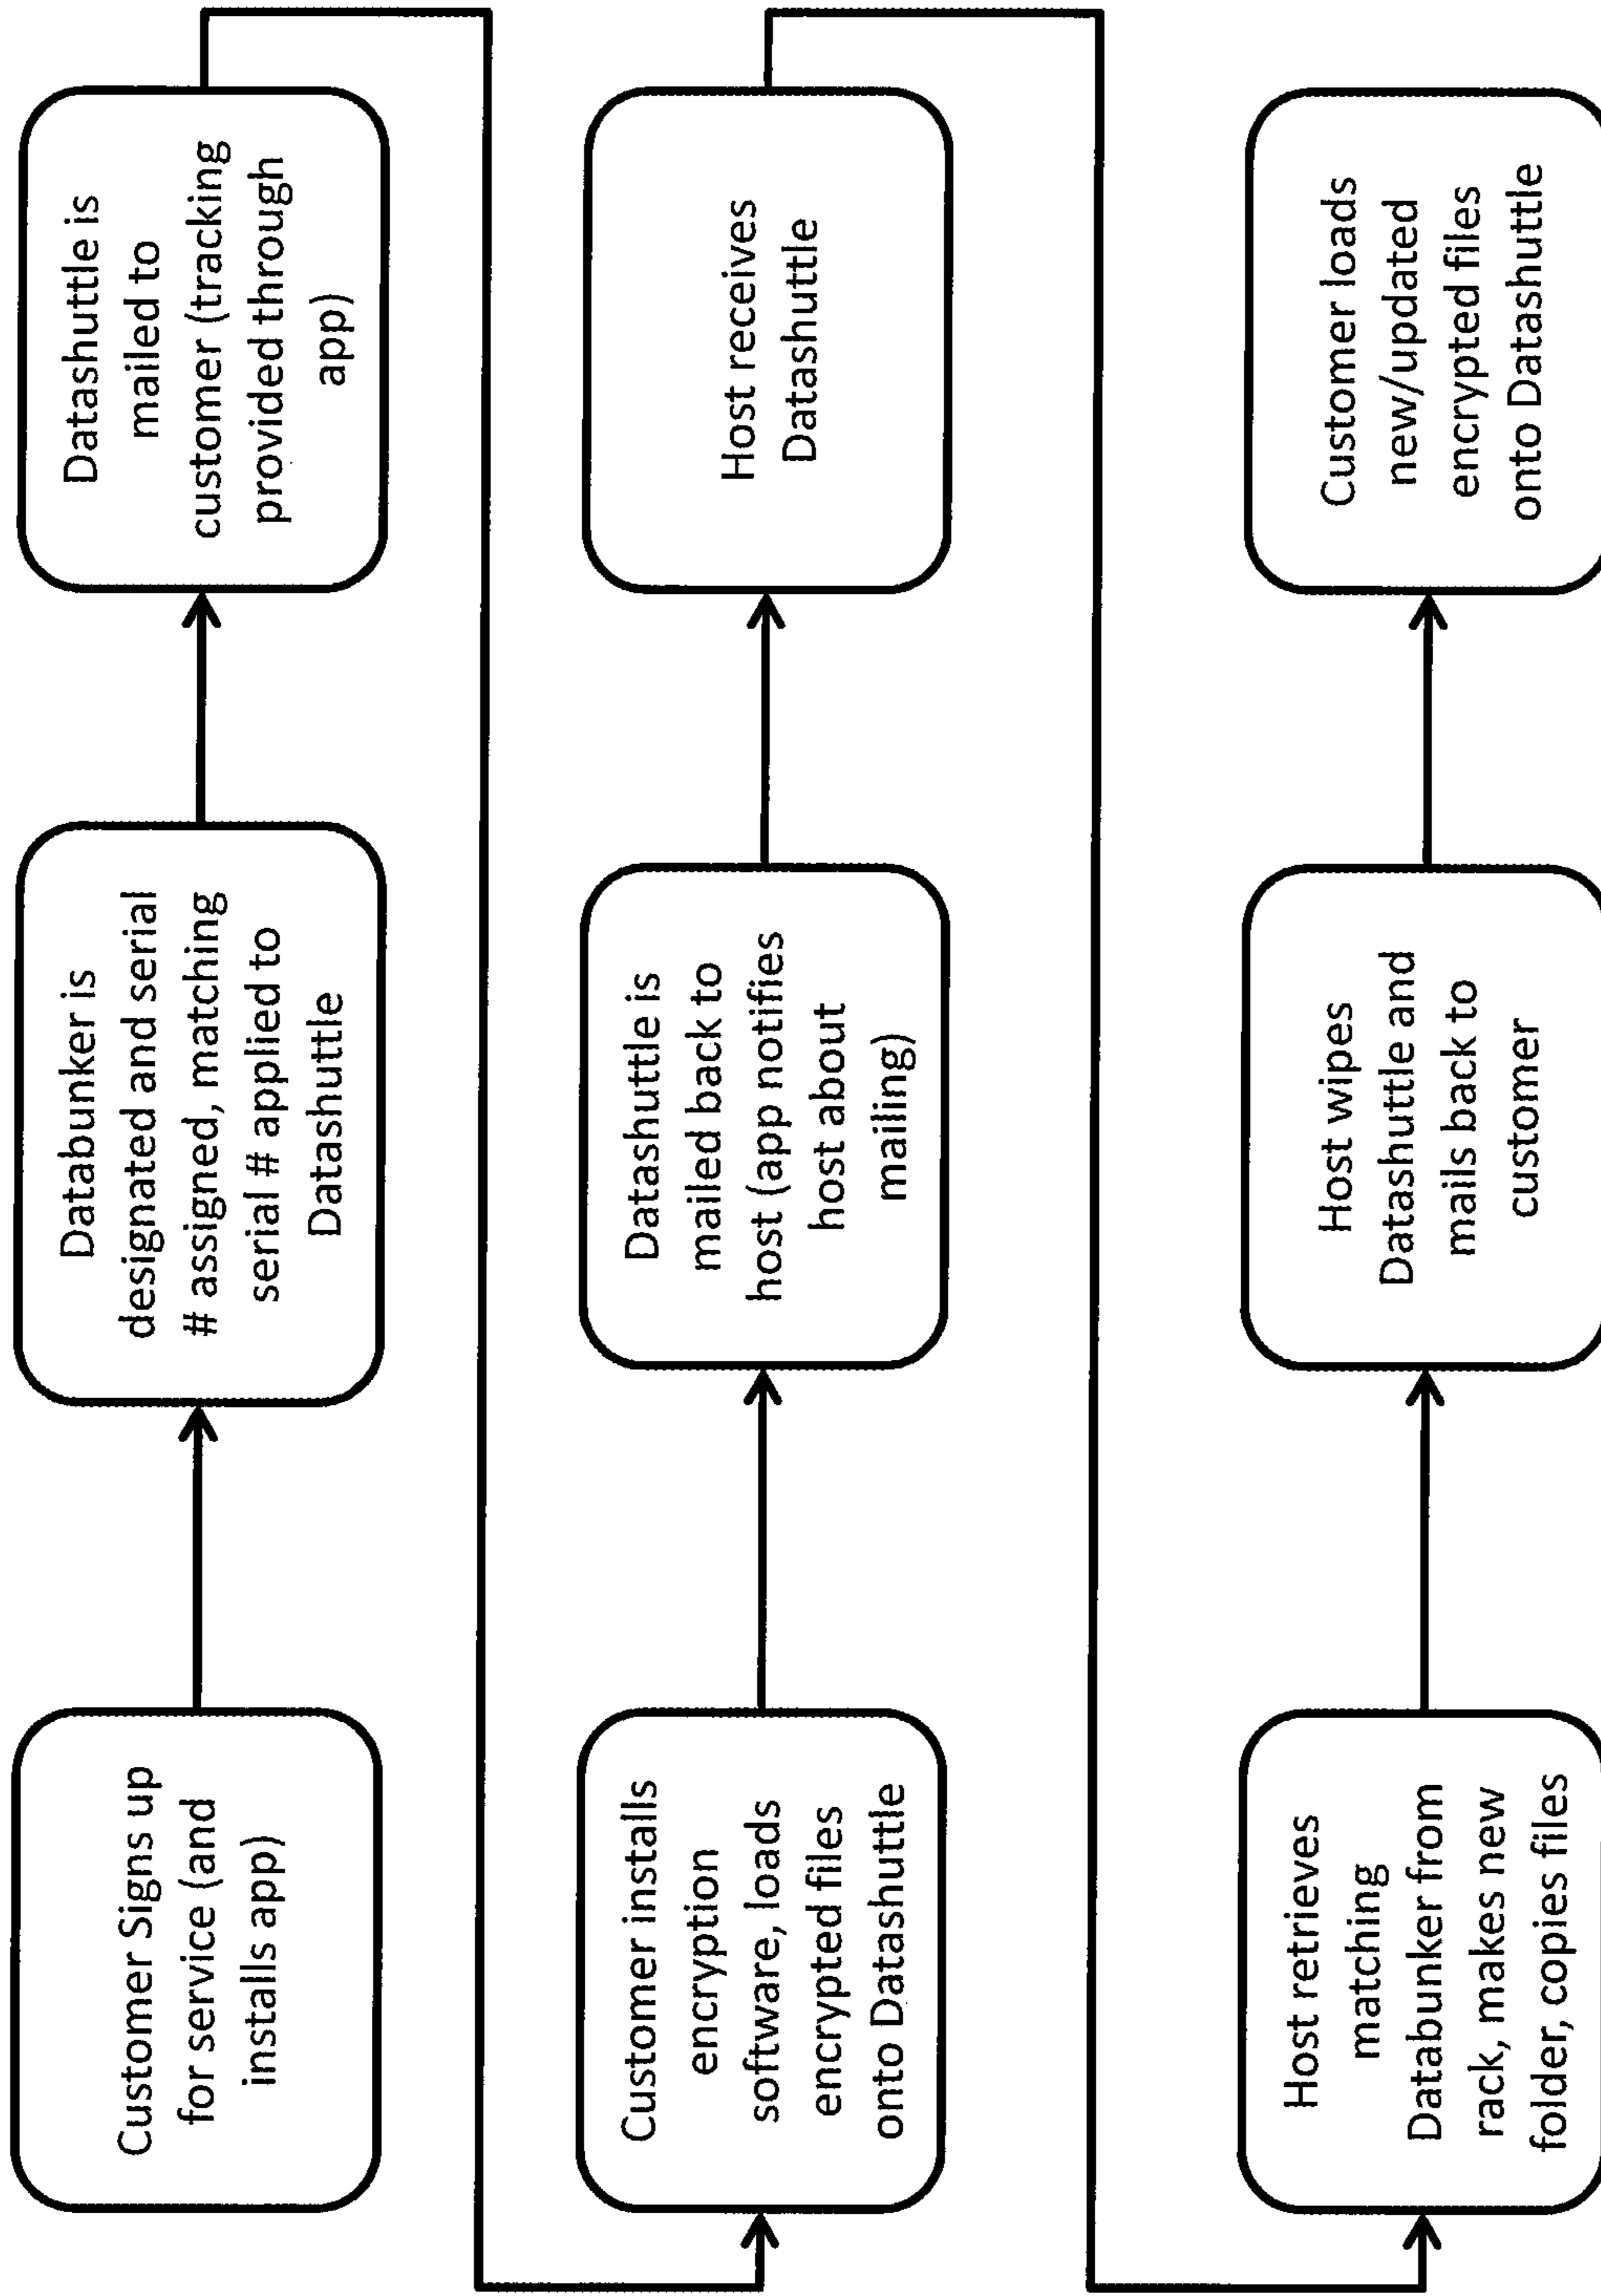 Customer Signs up
for service (and
installs app)
Databunker is
designated and serial
# assigned, matching
serial # applied to
Datashuttle
Datashuttle is
mailed to
customer (tracking
provided through
app)
Customer installs
encryption
software, loads
encrypted files
onto Datashuttle
Datashuttle is
mailed back to
host (app notifies
host about
mailing)
Host receives
Datashuttle
Host retrieves
matching
Databunker from
rack, makes new
folder, copies files
Host wipes
Datashuttle and
mails back to
customer
Customer loads
new/updated
encrypted files
onto Datashuttle